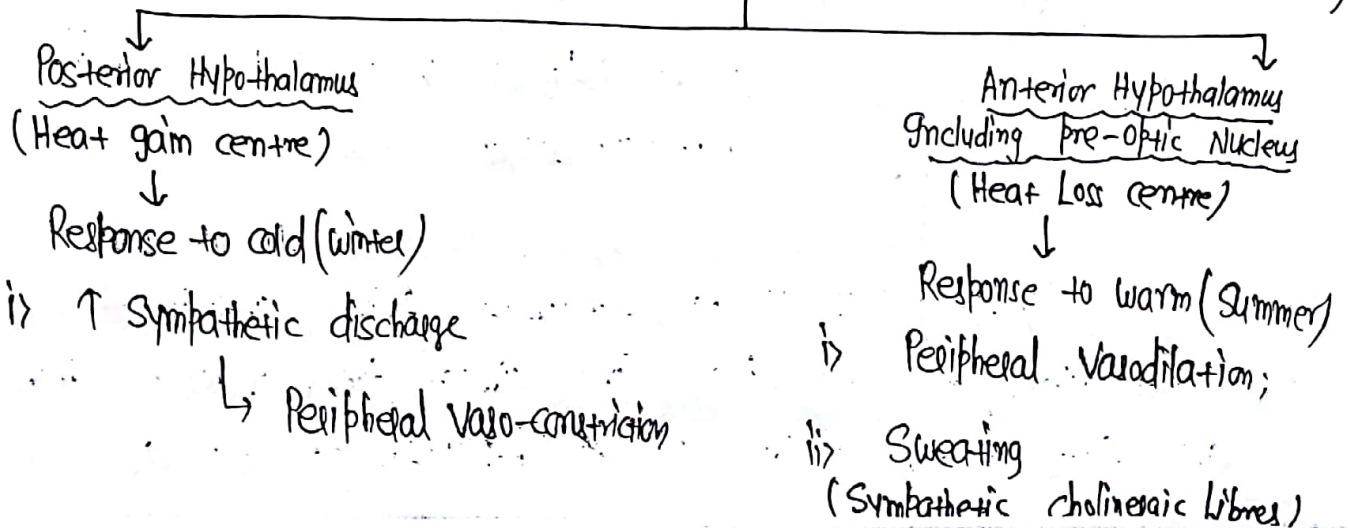 Posterior Hypothalamus
(Heat gain centre)
Response to cold (winter)
i> ↑ Sympathetic discharge
↳ Peripheral vaso-constriction
Anterior Hypothalamus
Including pre-optic Nucleus
(Heat Loss centre)
Response to warm (Summer)
i> Peripheral Vasodilation;
ii> Sweating
(Sympathetic cholinergic fibres)